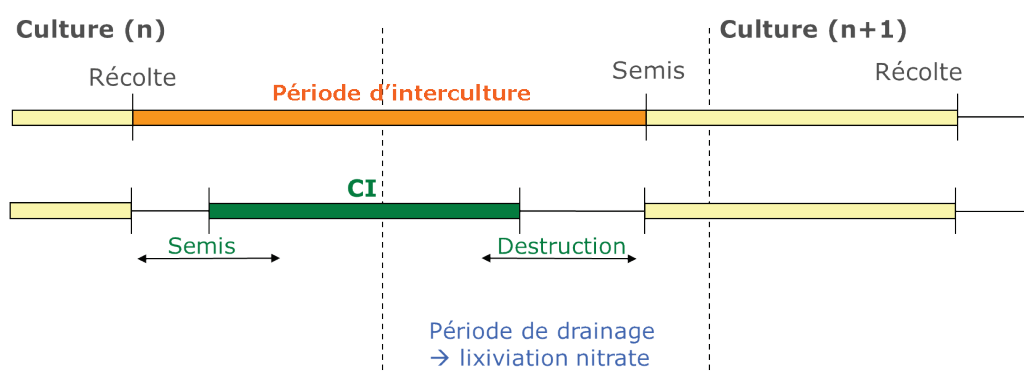 Culture (n)
Culture (n+1)
Récolte
Semis
Récolte
Période d'interculture
CI
Semis
Destruction
Période de drainage
→ lixiviation nitrate